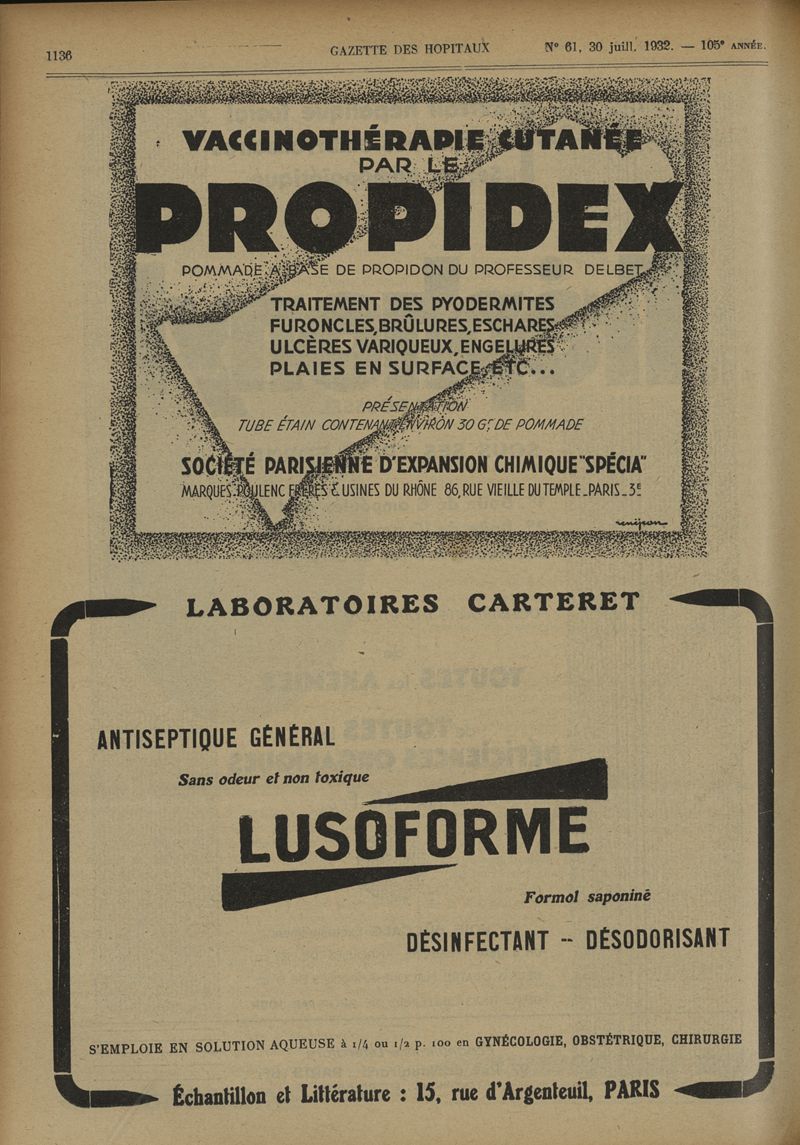 1136
GAZETTE DES HOPITAUX
N° 61, 30 juill. 1932. — 105e ANNÉE.
VACCINOTHÉRAPIE CUTANÉE
PAR LE
PROPIDEX
POMMADE A BASE DE PROPIDON DU PROFESSEUR DELBET
TRAITEMENT DES PYODERMITES
FURONCLES, BRÛLURES, ESCHARES
ULCÈRES VARIQUEUX, ENGELURES
PLAIES EN SURFACE, ETC...
PRÉSENTATION
TUBE ÉTAIN CONTENANT ENVIRON 30 Gr DE POMMADE
SOCIÉTÉ PARISIENNE D'EXPANSION CHIMIQUE "SPÉCIA"
MARQUES POULENC FRÈRES & USINES DU RHÔNE 86, RUE VIEILLE DU TEMPLE_PARIS_3E
renéjean
LABORATOIRES CARTERET
ANTISEPTIQUE GÉNÉRAL
Sans odeur et non toxique
LUSOFORME
Formol saponiné
DÉSINFECTANT -- DÉSODORISANT
S'EMPLOIE EN SOLUTION AQUEUSE à 1/4 ou 1/2 p. 100 en GYNÉCOLOGIE, OBSTÉTRIQUE, CHIRURGIE
Échantillon et Littérature : 15, rue d'Argenteuil, PARIS